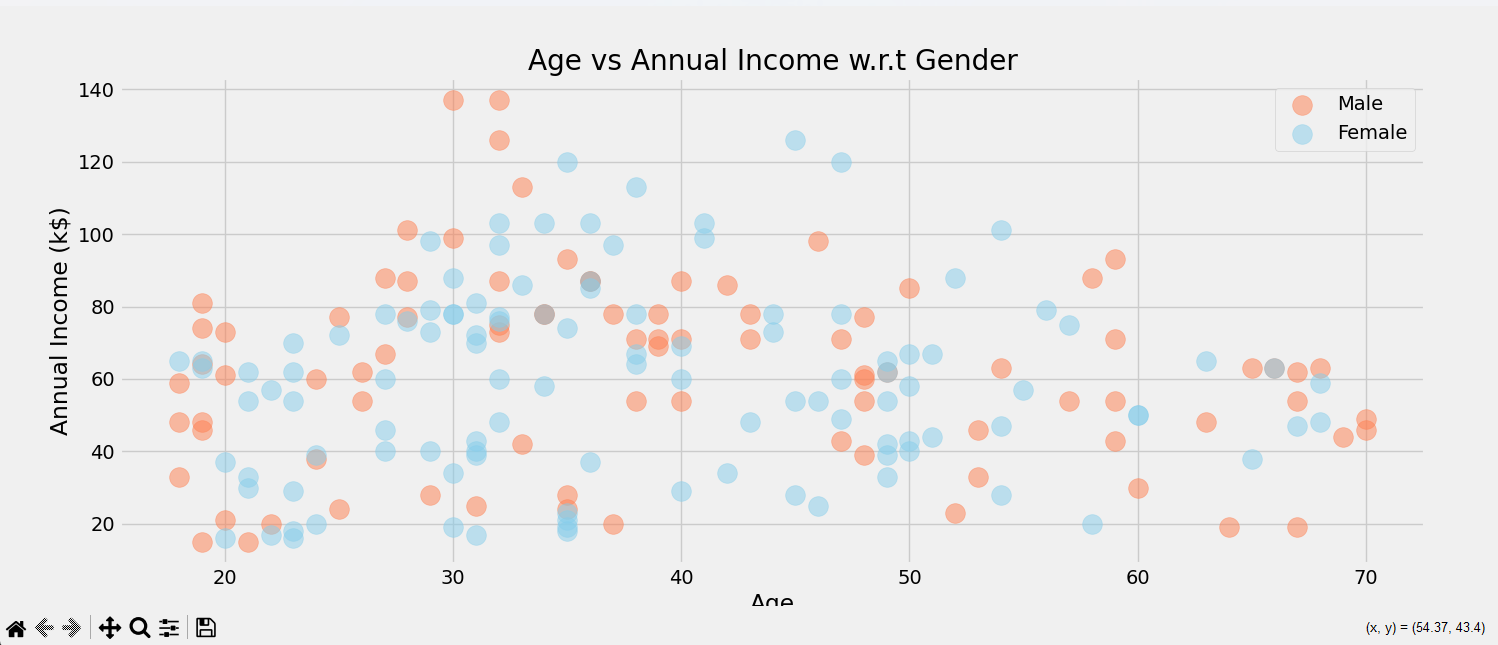 Age vs Annual Income w.r.t Gender
Male
Female
Annual Income (k$)
140
120
100
80
60
40
20
20 30 40 50 60 70
Age
(x, y) = (54.37, 43.4)